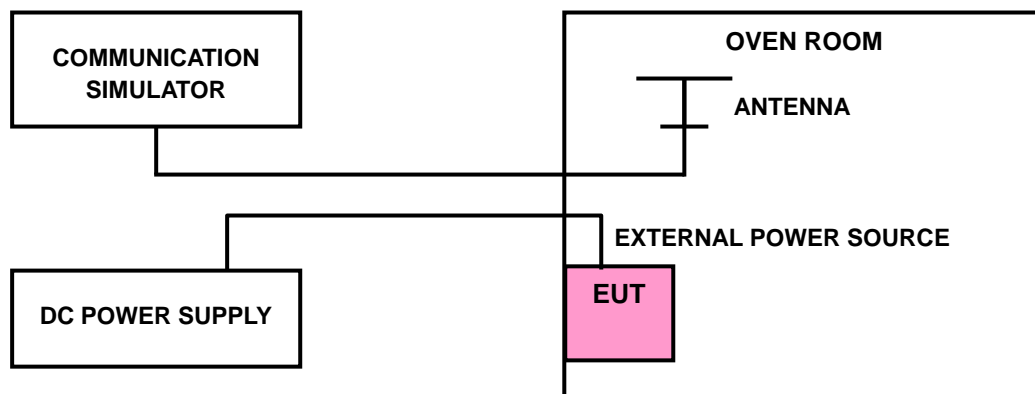 COMMUNICATION
SIMULATOR
OVEN ROOM
ANTENNA
EXTERNAL POWER SOURCE
DC POWER SUPPLY
EUT